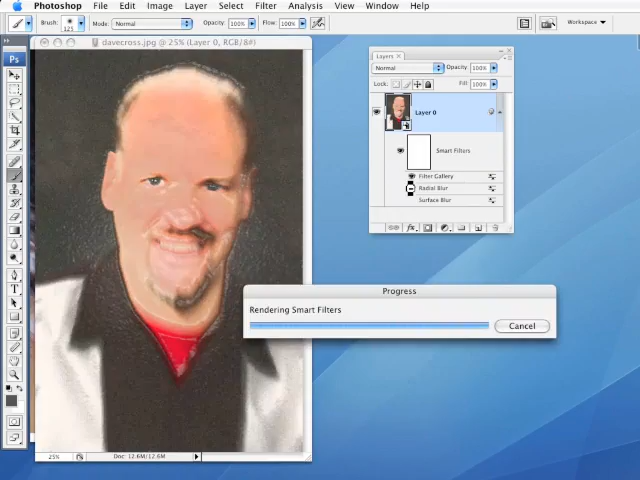 Photoshop File Edit Image Layer Select Filter Analysis View Window Help
Brush: 125 Mode: Normal Opacity: 100% Flow: 100% Workspace
davecross.jpg @ 25% (Layer 0, RGB/8#)
Ps
Layers
Normal Opacity: 100%
Lock: Fill: 100%
Layer 0
Smart Filters
Filter Gallery
Radial Blur
Surface Blur
Progress
Rendering Smart Filters
Cancel
25% Doc: 12.6M/12.6M